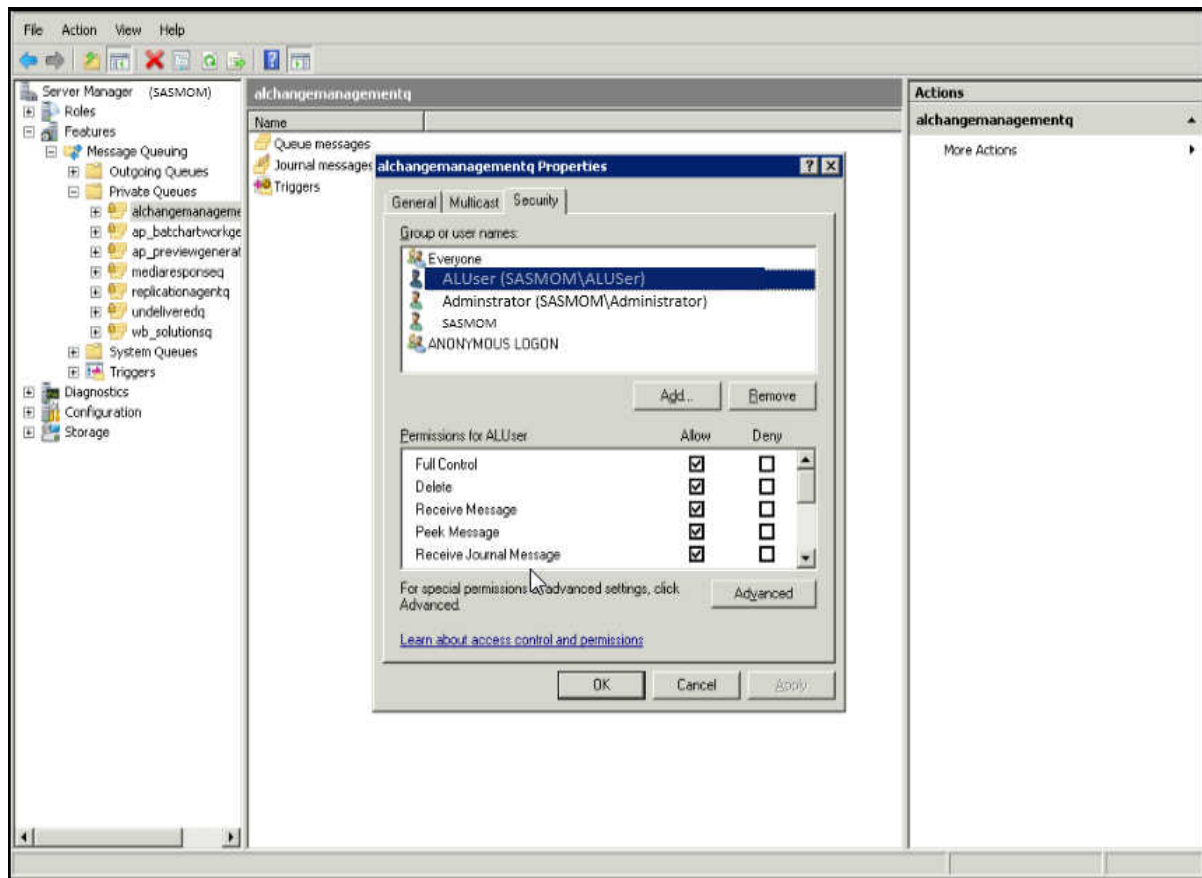 File Action View Help
Server Manager (SASMOM)
Roles
Features
Message Queuing
Outgoing Queues
Private Queues
alchangemanageme
ap_batchartworkge
ap_previewgenerat
mediaresponseq
replicationagentq
undeliveredq
wb_solutionsq
System Queues
Triggers
Diagnostics
Configuration
Storage
alchangemanagementq
Name
Queue messages
Journal messages
Triggers
alchangemanagementq Properties
General Multicast Security
Group or user names:
Everyone
ALUser (SASMOM\ALUSer)
Adminstrator (SASMOM\Administrator)
SASMOM
ANONYMOUS LOGON
Add... Remove
Permissions for ALUser Allow Deny
Full Control
Delete
Receive Message
Peek Message
Receive Journal Message
For special permissions advanced settings, click
Advanced.
Advanced
Learn about access control and permissions
OK Cancel Apply
Actions
alchangemanagementq
More Actions